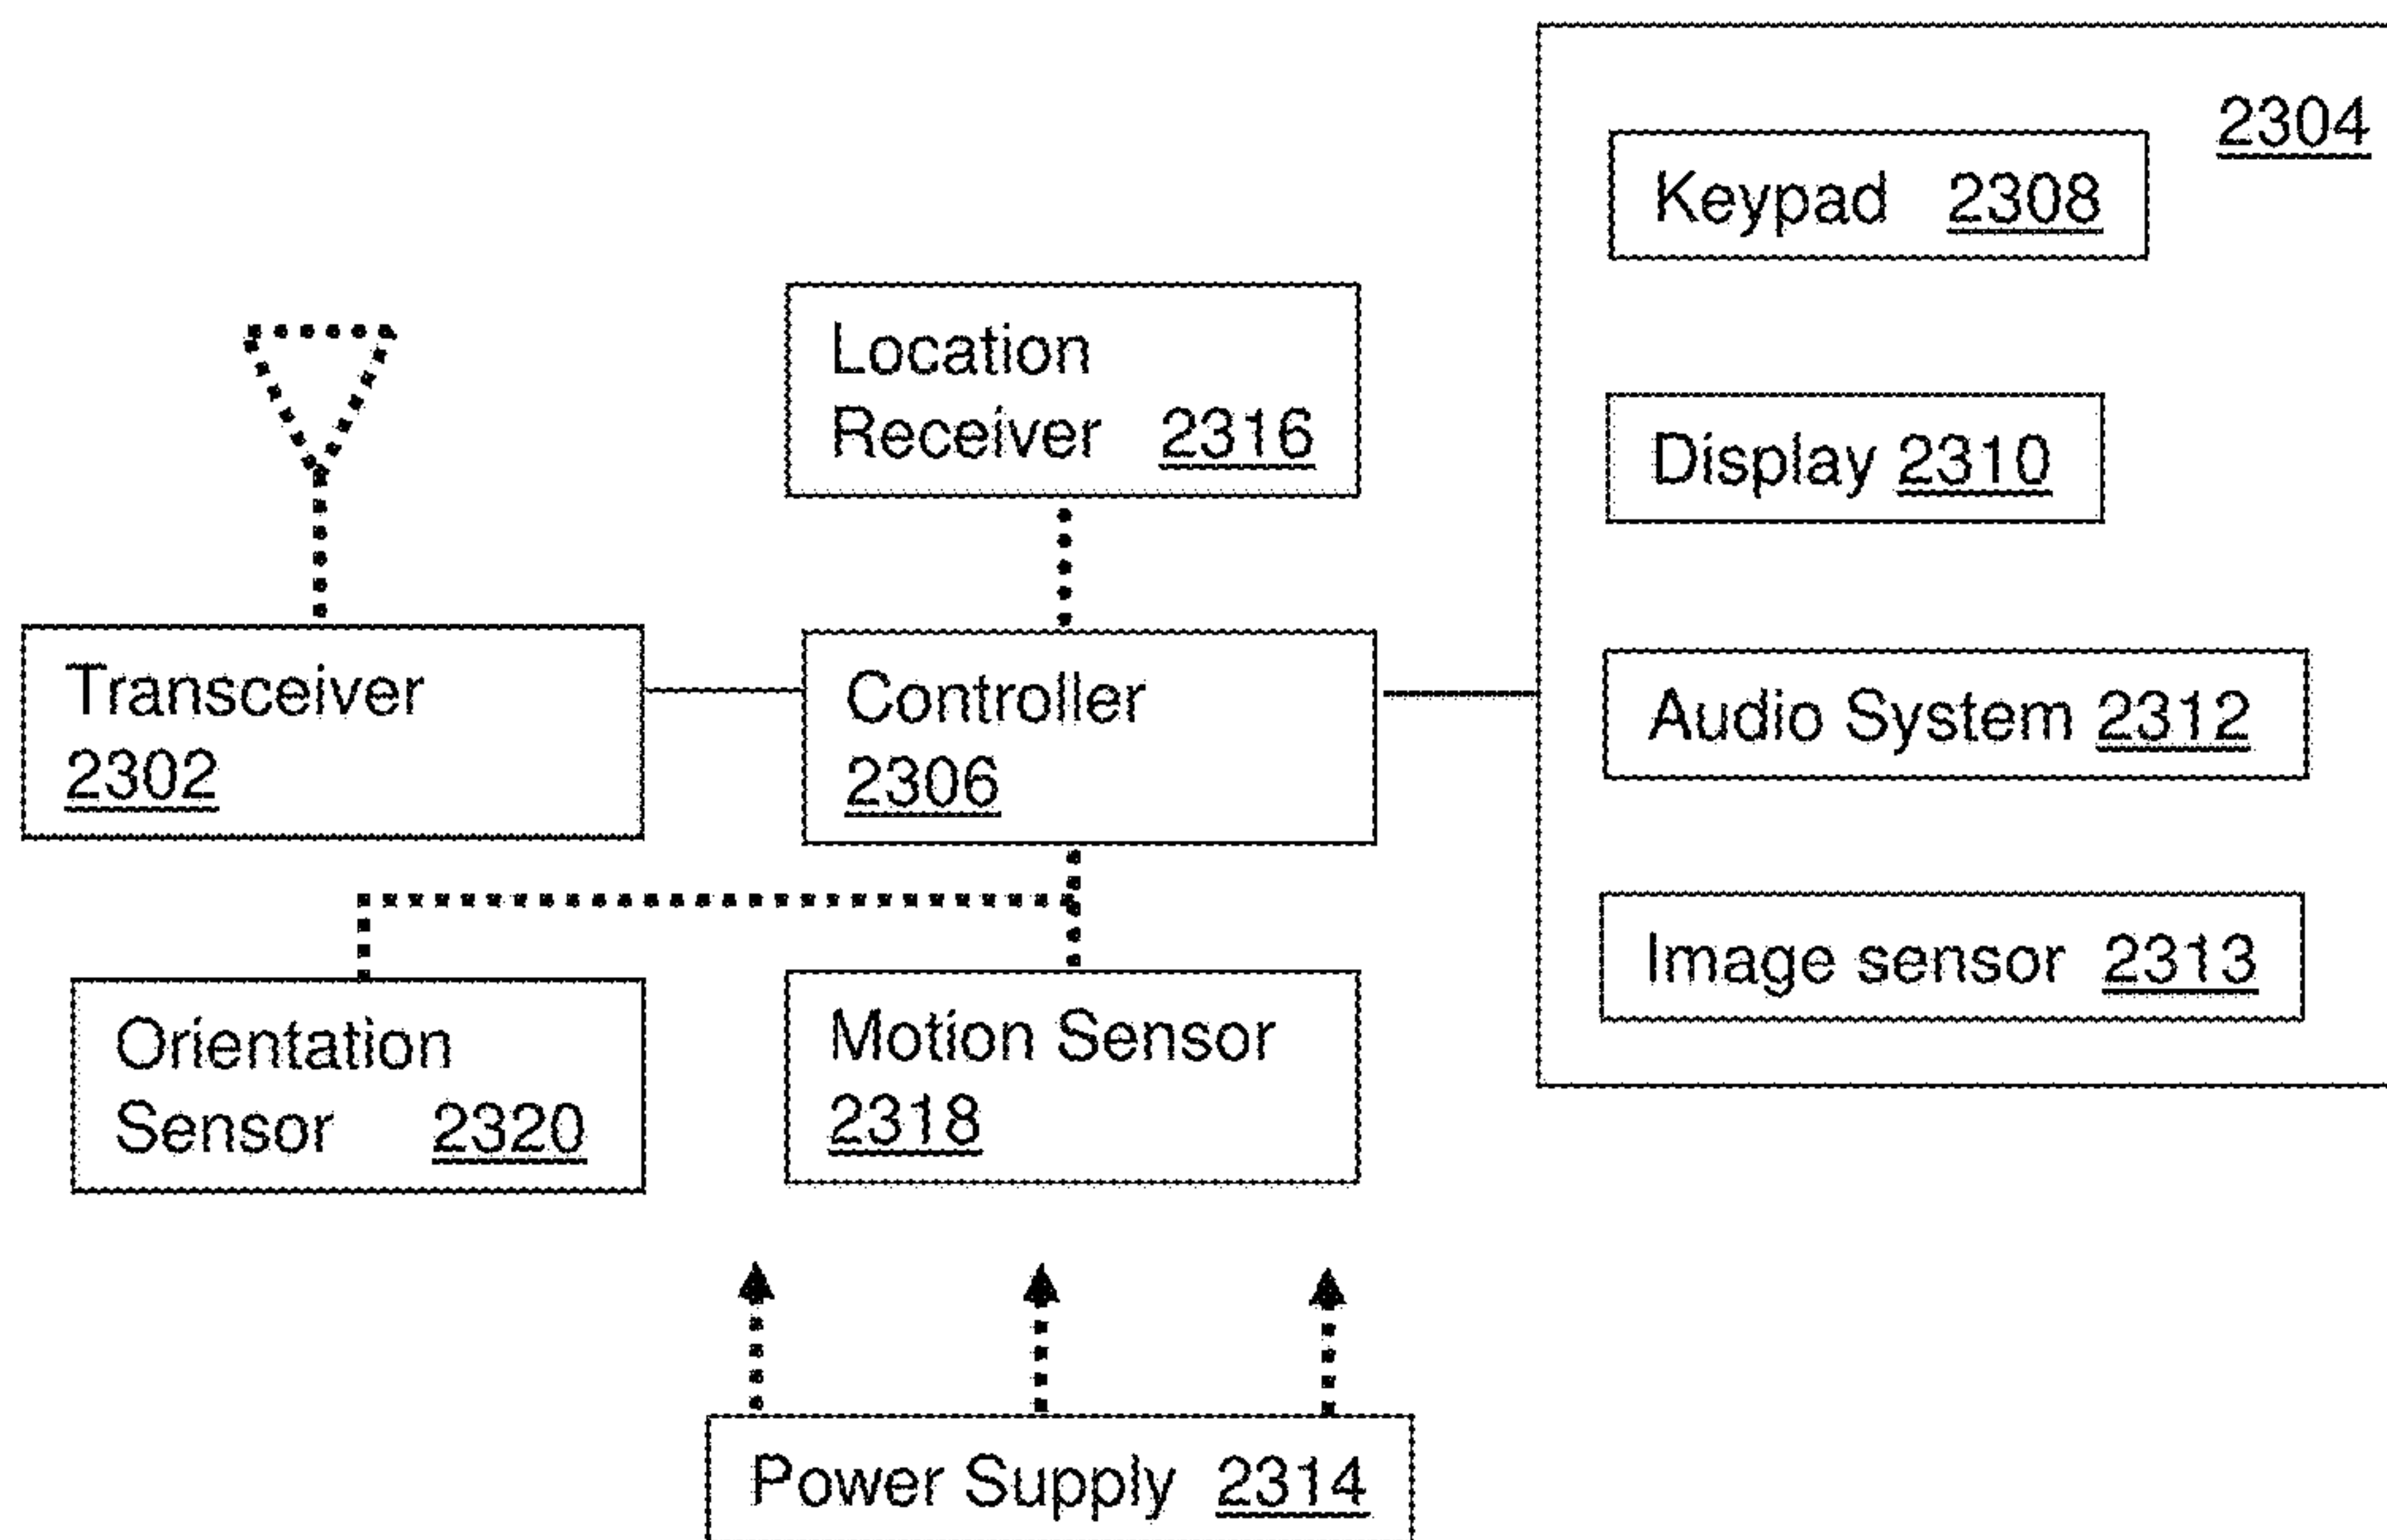 2304
Keypad 2308
Location
Receiver 2316
Display 2310
Transceiver
2302
Controller
2306
Audio System 2312
Image sensor 2313
Orientation
Sensor 2320
Motion Sensor
2318
Power Supply 2314